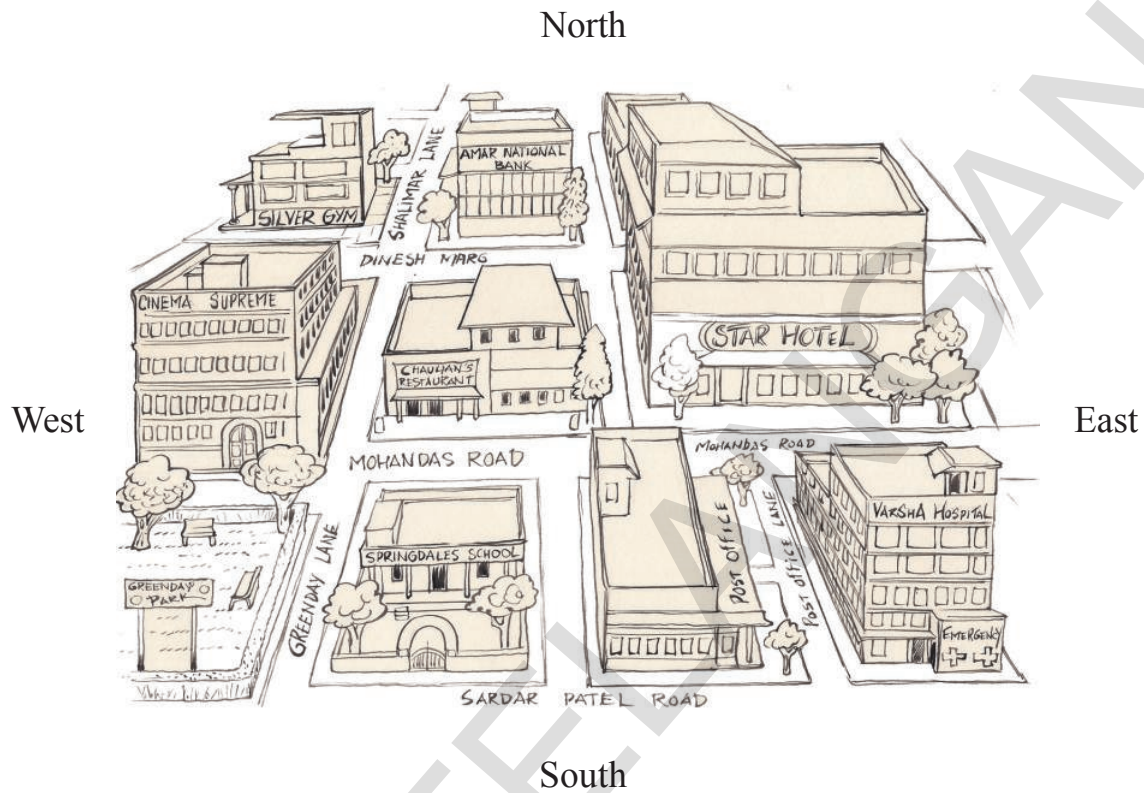 North
SHALIMAR LANE
AMAR NATIONAL
BANK
SILVER GYM
DINESH MARG
CINEMA SUPREME
STAR HOTEL
CHAUHAN'S
RESTAURANT
West
East
MOHANDAS ROAD
MOHANDAS ROAD
VARSHA HOSPITAL
POST OFFICE
POST OFFICE LANE
SPRINGDALES SCHOOL
GREENDAY LANE
GREENDAY
PARK
EMERGENCY
SARDAR PATEL ROAD
South